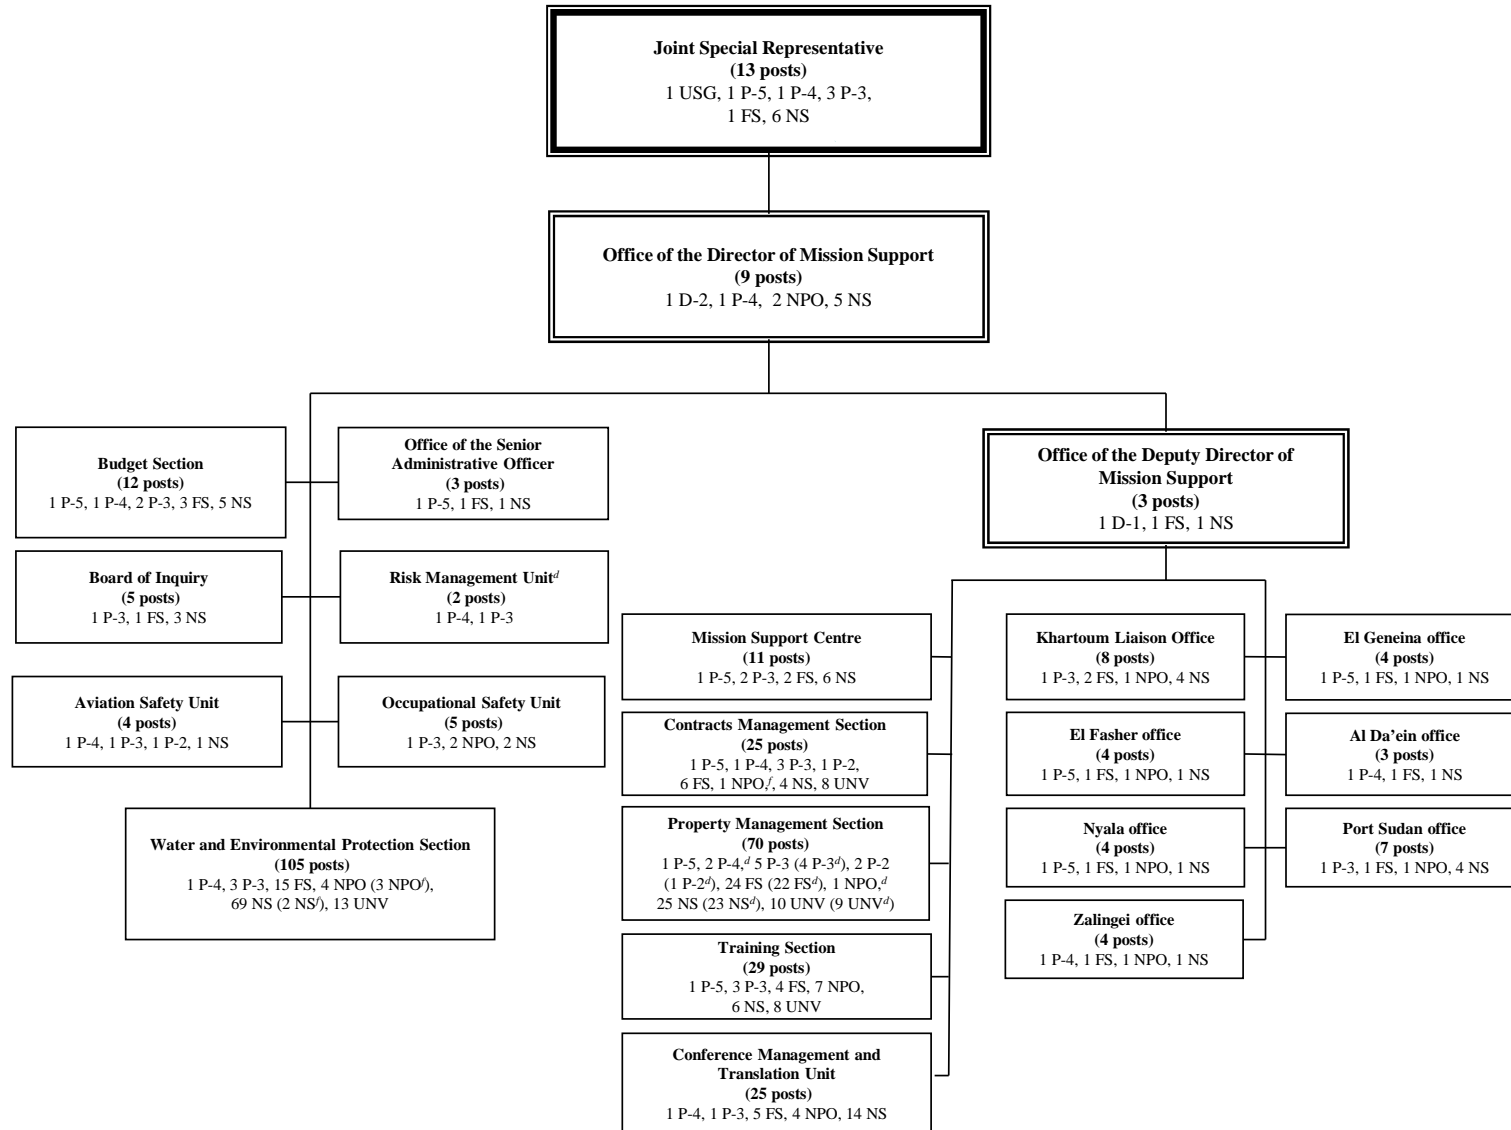 Joint Special Representative
(13 posts)
1 USG, 1 P-5, 1 P-4, 3 P-3,
1 FS, 6 NS
Office of the Director of Mission Support
(9 posts)
1 D-2, 1 P-4, 2 NPO, 5 NS
Budget Section
(12 posts)
1 P-5, 1 P-4, 2 P-3, 3 FS, 5 NS
Office of the Senior
Administrative Officer
(3 posts)
1 P-5, 1 FS, 1 NS
Board of Inquiry
(5 posts)
1 P-3, 1 FS, 3 NS
Risk Management Unitd
(2 posts)
1 P-4, 1 P-3
Aviation Safety Unit
(4 posts)
1 P-4, 1 P-3, 1 P-2, 1 NS
Occupational Safety Unit
(5 posts)
1 P-3, 2 NPO, 2 NS
Water and Environmental Protection Section
(105 posts)
1 P-4, 3 P-3, 15 FS, 4 NPO (3 NPOf),
69 NS (2 NSf), 13 UNV
Office of the Deputy Director of
Mission Support
(3 posts)
1 D-1, 1 FS, 1 NS
Mission Support Centre
(11 posts)
1 P-5, 2 P-3, 2 FS, 6 NS
Contracts Management Section
(25 posts)
1 P-5, 1 P-4, 3 P-3, 1 P-2,
6 FS, 1 NPO,f, 4 NS, 8 UNV
Property Management Section
(70 posts)
1 P-5, 2 P-4,d 5 P-3 (4 P-3d), 2 P-2
(1 P-2d), 24 FS (22 FSd), 1 NPO,d
25 NS (23 NSd), 10 UNV (9 UNVd)
Training Section
(29 posts)
1 P-5, 3 P-3, 4 FS, 7 NPO,
6 NS, 8 UNV
Conference Management and
Translation Unit
(25 posts)
1 P-4, 1 P-3, 5 FS, 4 NPO, 14 NS
Khartoum Liaison Office
(8 posts)
1 P-3, 2 FS, 1 NPO, 4 NS
El Geneina office
(4 posts)
1 P-5, 1 FS, 1 NPO, 1 NS
El Fasher office
(4 posts)
1 P-5, 1 FS, 1 NPO, 1 NS
Al Da’ein office
(3 posts)
1 P-4, 1 FS, 1 NS
Nyala office
(4 posts)
1 P-5, 1 FS, 1 NPO, 1 NS
Port Sudan office
(7 posts)
1 P-3, 1 FS, 1 NPO, 4 NS
Zalingei office
(4 posts)
1 P-4, 1 FS, 1 NPO, 1 NS